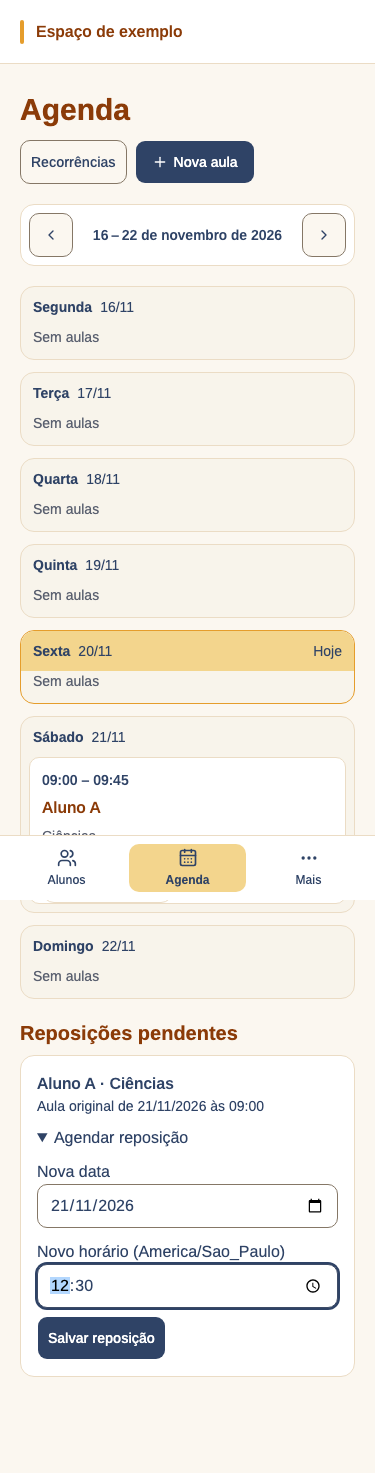 Espaço de exemplo
Agenda
Recorrências
Nova aula
16 – 22 de novembro de 2026
Segunda 16/11
Sem aulas
Terça 17/11
Sem aulas
Quarta 18/11
Sem aulas
Quinta 19/11
Sem aulas
Sexta 20/11 Hoje
Sem aulas
Sábado 21/11
09:00 – 09:45
Aluno A
Ciências
Alunos
Agenda
Mais
Domingo 22/11
Sem aulas
Reposições pendentes
Aluno A · Ciências
Aula original de 21/11/2026 às 09:00
▼ Agendar reposição
Nova data
21/11/2026
Novo horário (America/Sao_Paulo)
12:30
Salvar reposição